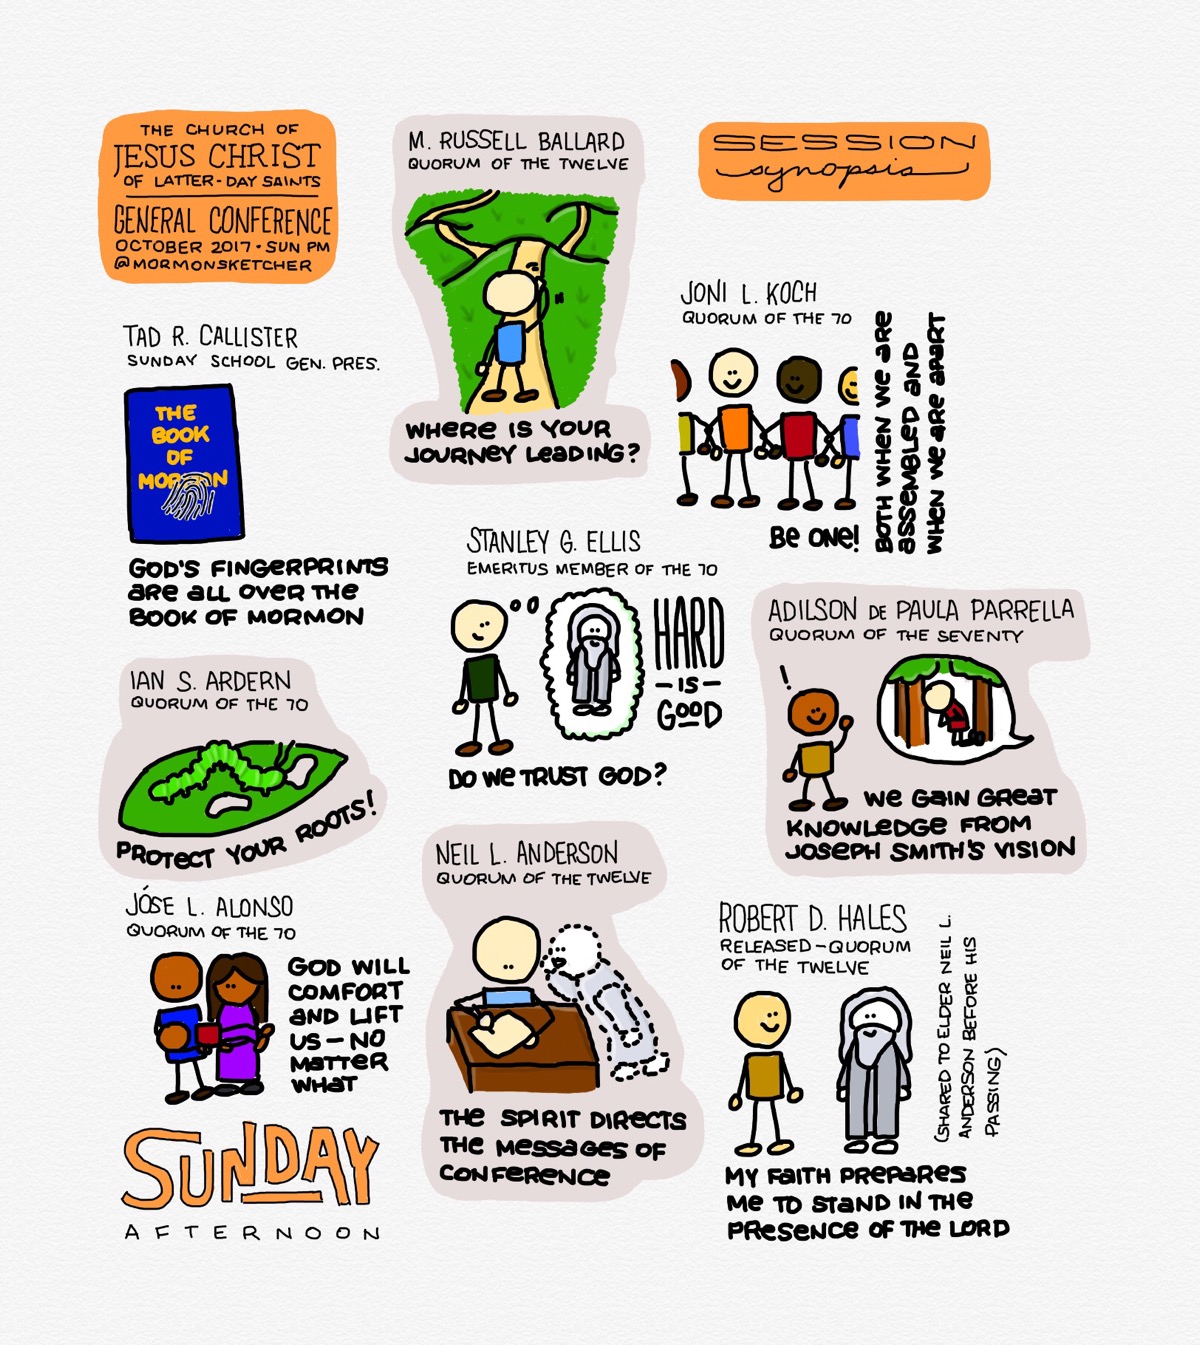 THE CHURCH OF
JESUS CHRIST
OF LATTER-DAY SAINTS
GENERAL CONFERENCE
OCTOBER 2017 · SUN PM
@MORMONSKETCHER
SESSION
synopsis
M. RUSSELL BALLARD
QUORUM OF THE TWELVE
WHERE IS YOUR
JOURNEY LEADING?
TAD R. CALLISTER
SUNDAY SCHOOL GEN. PRES.
THE
BOOK
OF
MORMON
GOD'S FINGERPRINTS
ARE ALL OVER THE
BOOK OF MORMON
JONI L. KOCH
QUORUM OF THE 70
BE ONE!
BOTH WHEN WE ARE
ASSEMBLED AND
WHEN WE ARE APART
STANLEY G. ELLIS
EMERITUS MEMBER OF THE 70
HARD
– IS –
GOOD
DO WE TRUST GOD?
ADILSON DE PAULA PARRELLA
QUORUM OF THE SEVENTY
!
WE GAIN GREAT
KNOWLEDGE FROM
JOSEPH SMITH'S VISION
IAN S. ARDERN
QUORUM OF THE 70
PROTECT YOUR ROOTS!
JÓSE L. ALONSO
QUORUM OF THE 70
GOD WILL
COMFORT
AND LIFT
US – NO
MATTER
WHAT
NEIL L. ANDERSON
QUORUM OF THE TWELVE
THE SPIRIT DIRECTS
THE MESSAGES OF
CONFERENCE
ROBERT D. HALES
RELEASED – QUORUM
OF THE TWELVE
(SHARED TO ELDER NEIL L.
ANDERSON BEFORE HIS
PASSING)
MY FAITH PREPARES
ME TO STAND IN THE
PRESENCE OF THE LORD
SUNDAY
AFTERNOON